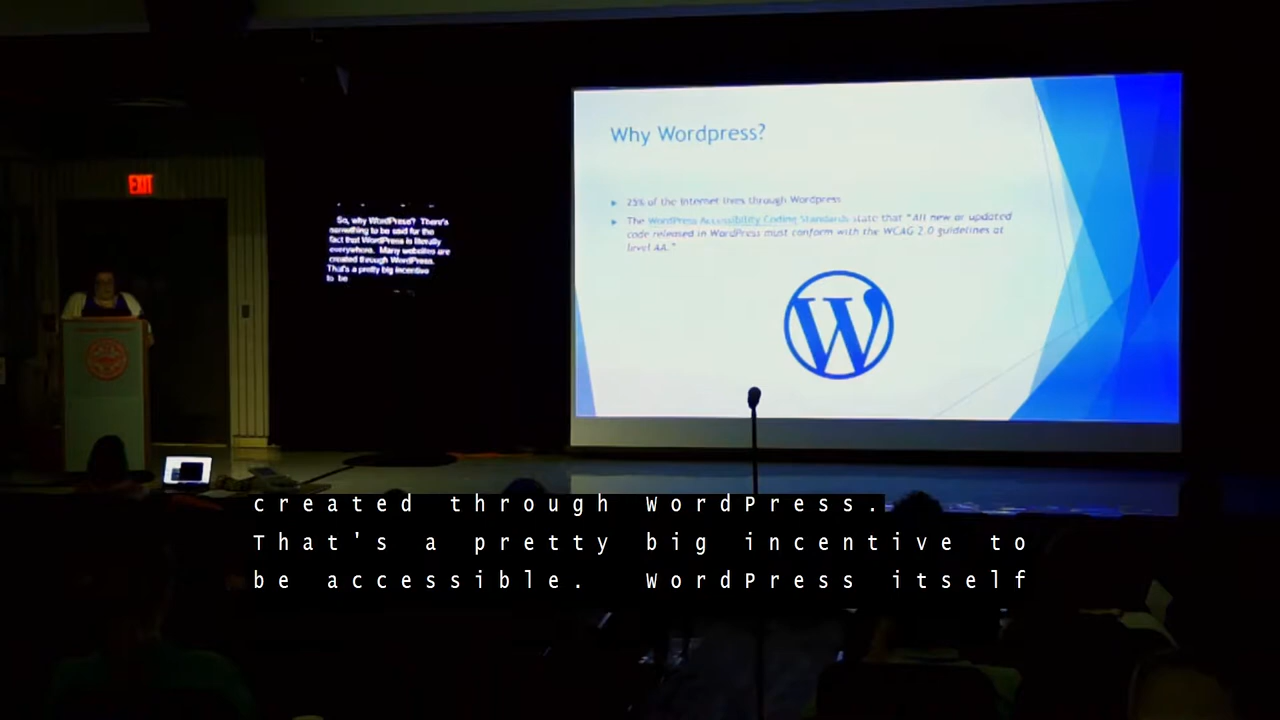 EXIT
So, why WordPress? There's
something to be said for the
fact that WordPress is literally
everywhere. Many websites are
created through WordPress.
That's a pretty big incentive
to be
Why Wordpress?
25% of the Internet lives through Wordpress
The WordPress Accessibility Coding Standards state that "All new or updated
code released in WordPress must conform with the WCAG 2.0 guidelines at
level AA."
W
created through WordPress.
That's a pretty big incentive to
be accessible. WordPress itself